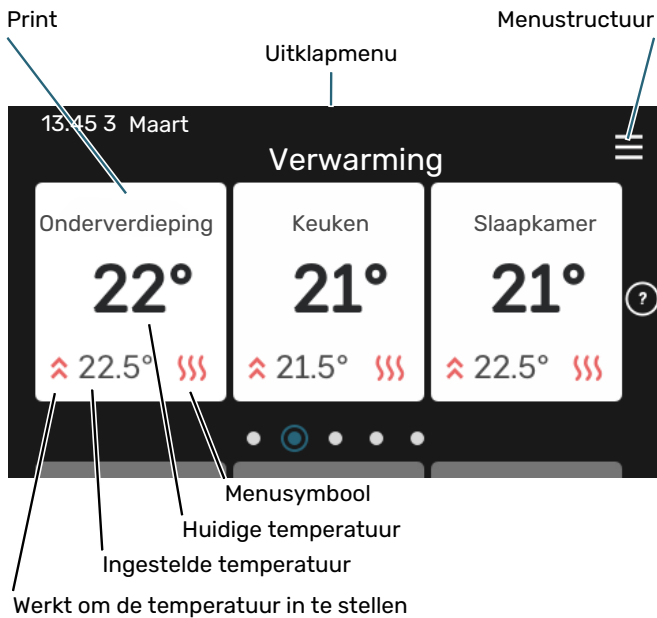 Print
Menustructuur
Uitklapmenu
13.45 3 Maart
Verwarming
Onderverdieping
Keuken
Slaapkamer
22°
21°
21°
?
22.5°
21.5°
22.5°
Menusymbool
Huidige temperatuur
Ingestelde temperatuur
Werkt om de temperatuur in te stellen